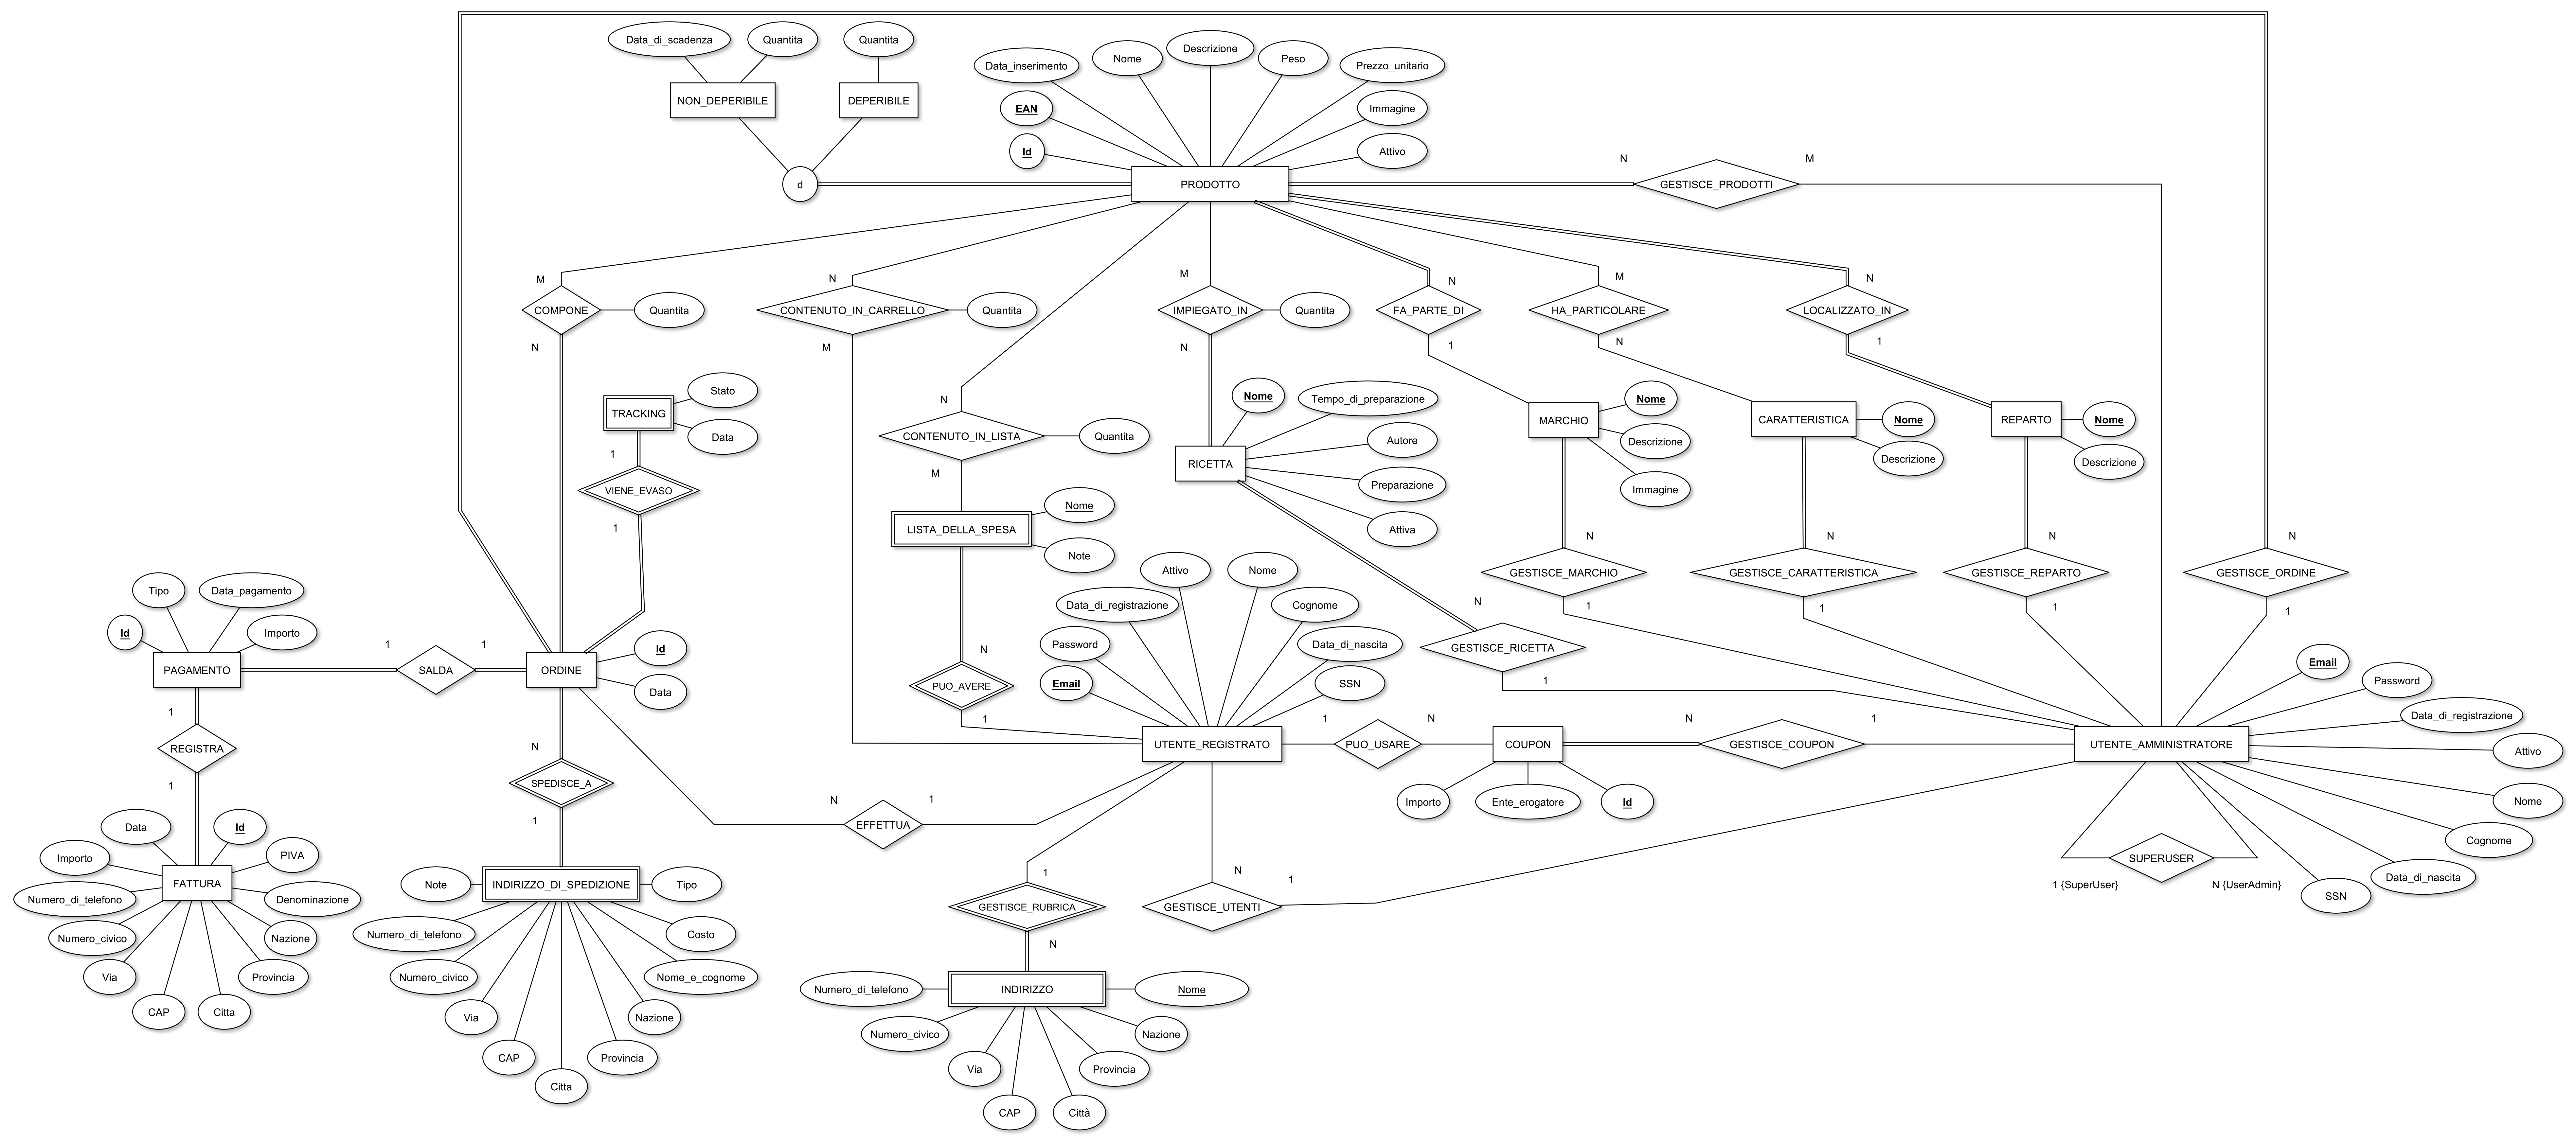 Data_di_scadenza
Quantita
Quantita
NON_DEPERIBILE
DEPERIBILE
d
Data_inserimento
Nome
Descrizione
Peso
Prezzo_unitario
EAN
Immagine
Id
Attivo
PRODOTTO
N
M
GESTISCE_PRODOTTI
M
COMPONE
Quantita
N
N
CONTENUTO_IN_CARRELLO
Quantita
M
M
IMPIEGATO_IN
Quantita
N
N
FA_PARTE_DI
1
M
HA_PARTICOLARE
N
N
LOCALIZZATO_IN
1
TRACKING
Stato
Data
1
VIENE_EVASO
1
N
CONTENUTO_IN_LISTA
Quantita
M
LISTA_DELLA_SPESA
Nome
Note
N
PUO_AVERE
1
RICETTA
Nome
Tempo_di_preparazione
Autore
Preparazione
Attiva
N
GESTISCE_RICETTA
1
MARCHIO
Nome
Descrizione
Immagine
N
GESTISCE_MARCHIO
1
CARATTERISTICA
Nome
Descrizione
N
GESTISCE_CARATTERISTICA
1
REPARTO
Nome
Descrizione
N
GESTISCE_REPARTO
1
N
GESTISCE_ORDINE
1
Tipo
Data_pagamento
Id
Importo
PAGAMENTO
1
SALDA
1
ORDINE
Id
Data
1
REGISTRA
1
Data
Id
Importo
PIVA
FATTURA
Numero_di_telefono
Denominazione
Numero_civico
Nazione
Via
Provincia
CAP
Citta
N
SPEDISCE_A
1
Note
INDIRIZZO_DI_SPEDIZIONE
Tipo
Numero_di_telefono
Costo
Numero_civico
Nome_e_cognome
Via
Nazione
CAP
Provincia
Citta
N
EFFETTUA
1
Attivo
Nome
Data_di_registrazione
Cognome
Password
Data_di_nascita
Email
SSN
UTENTE_REGISTRATO
1
PUO_USARE
N
COUPON
Importo
Ente_erogatore
Id
N
GESTISCE_COUPON
1
1
GESTISCE_RUBRICA
N
N
GESTISCE_UTENTI
1
Numero_di_telefono
INDIRIZZO
Nome
Numero_civico
Nazione
Via
Provincia
CAP
Città
UTENTE_AMMINISTRATORE
Email
Password
Data_di_registrazione
Attivo
Nome
Cognome
Data_di_nascita
SSN
SUPERUSER
1 {SuperUser}
N {UserAdmin}